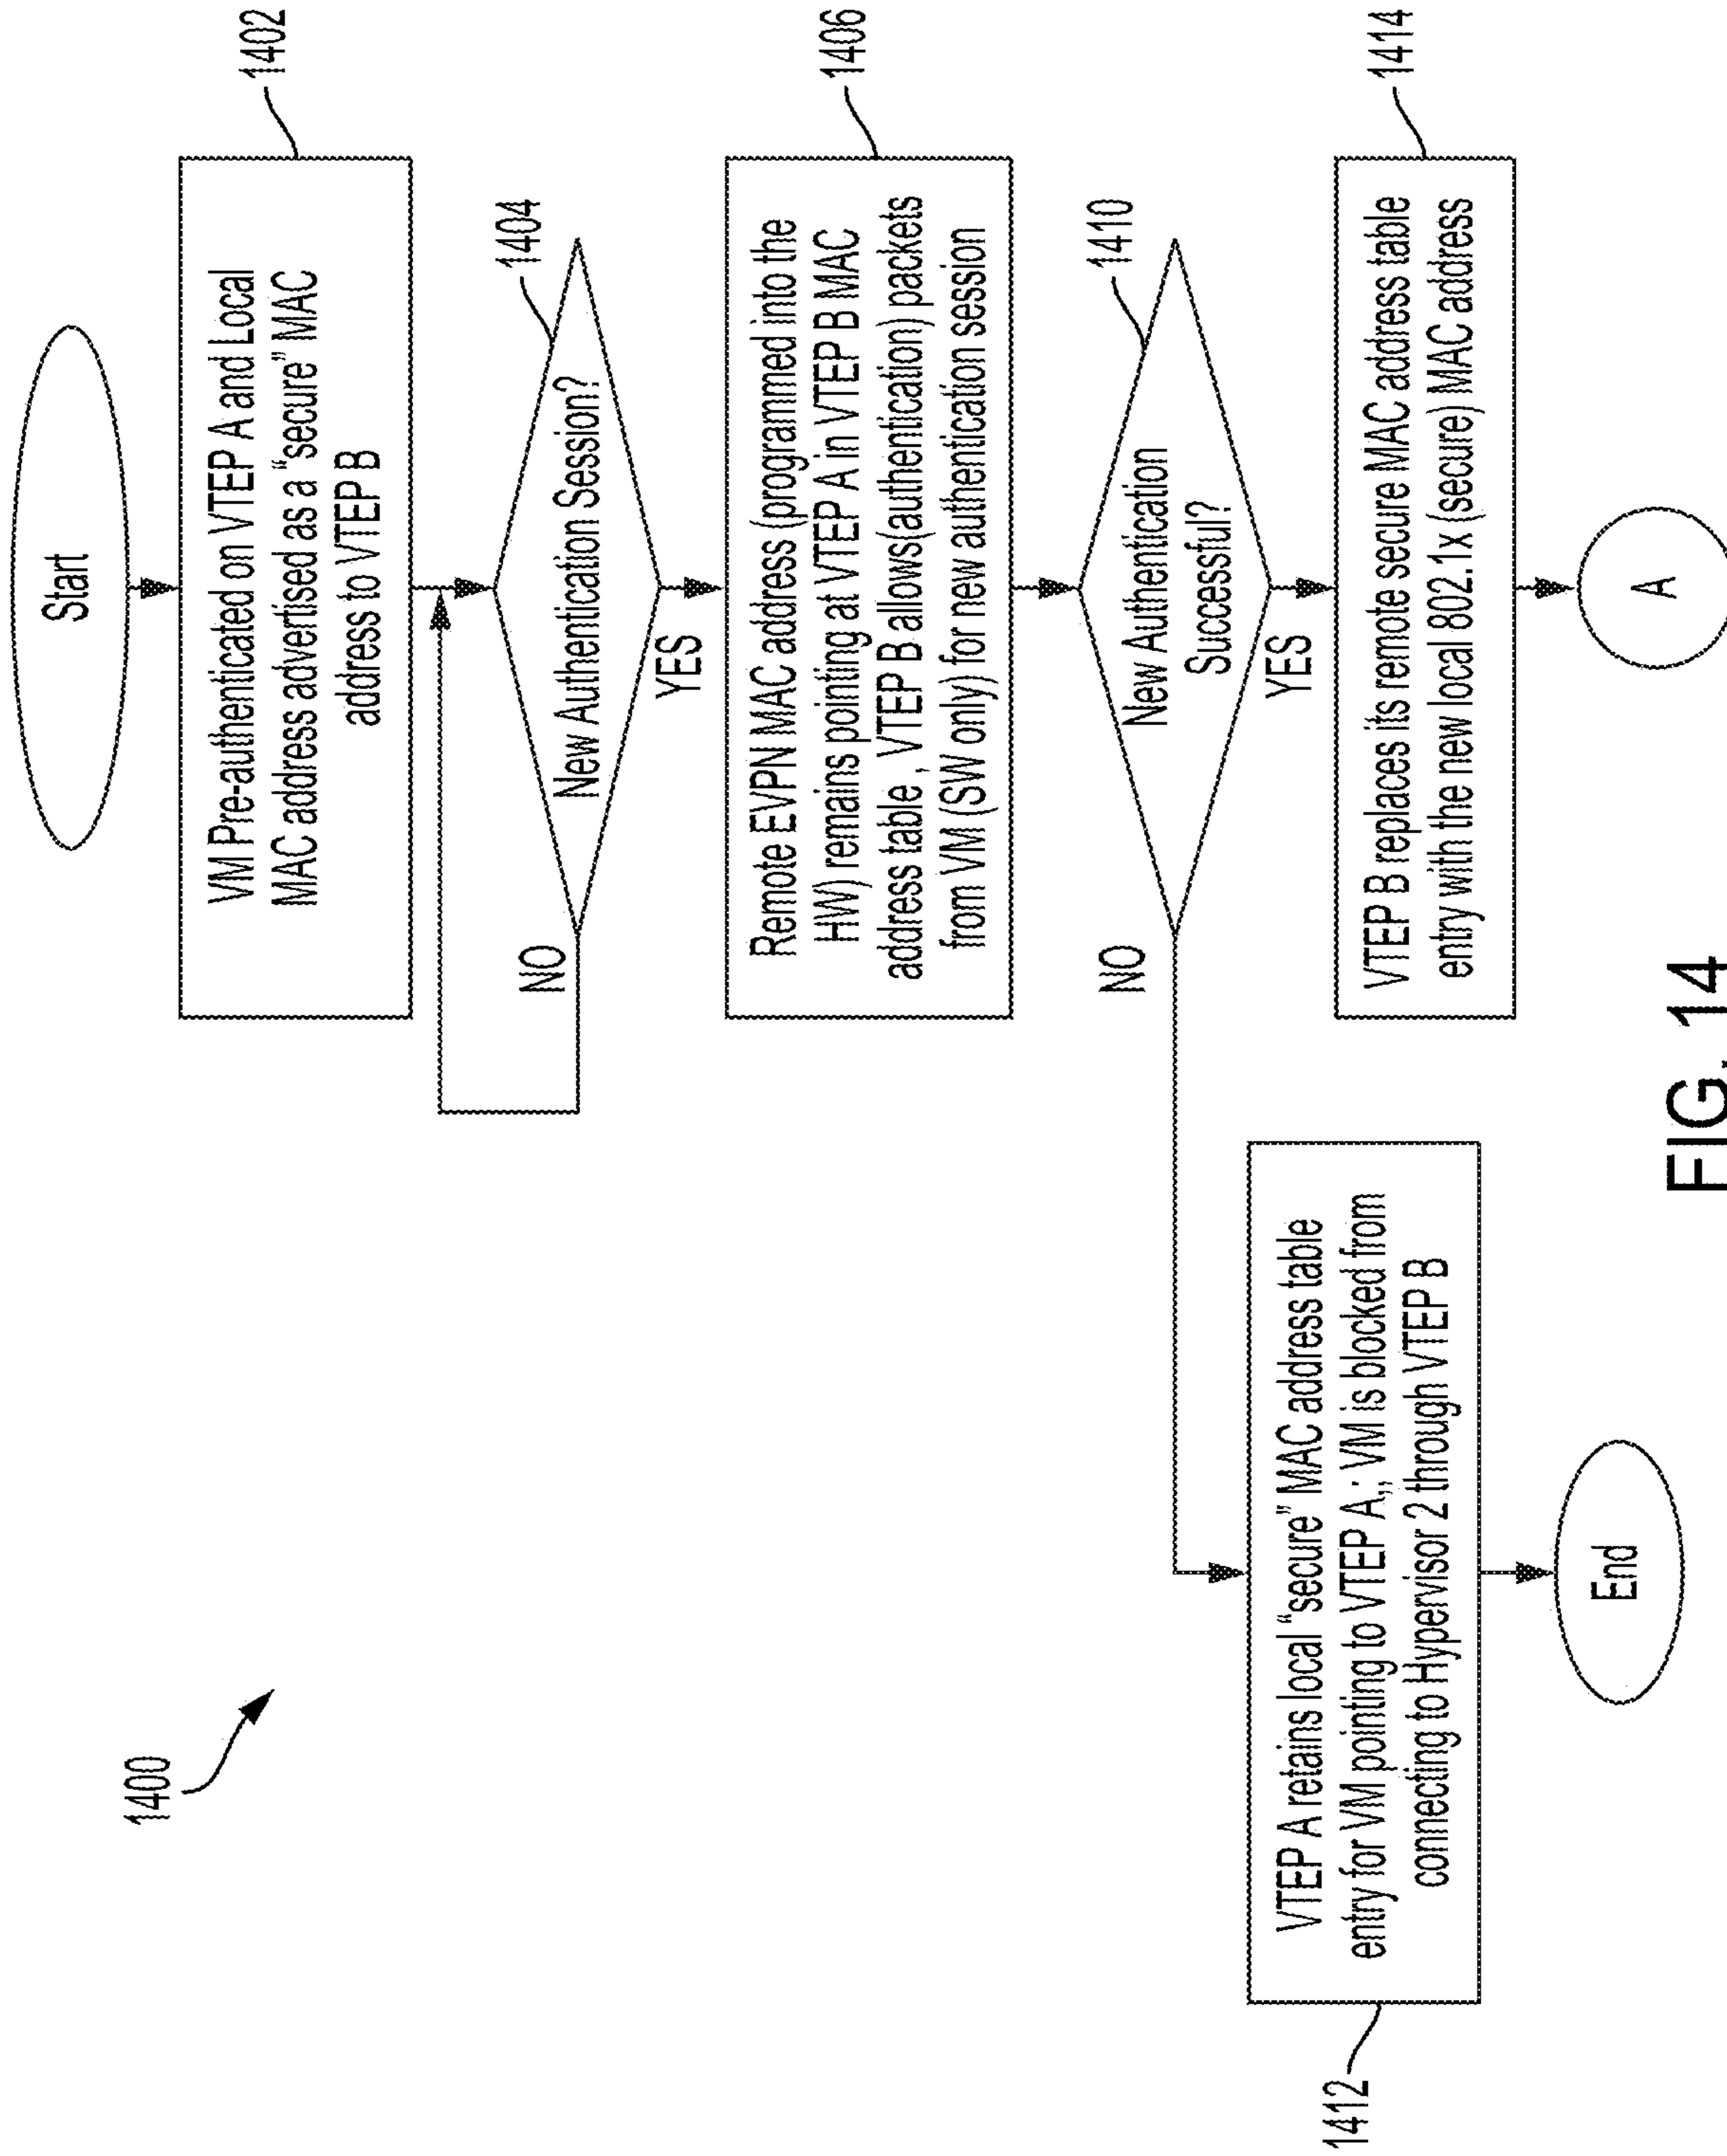 1400
Start
VM Pre-authenticated on VTEP A and Local
MAC address advertised as a “secure” MAC
address to VTEP B
1402
New Authentication Session?
1404
NO
YES
Remote EVPN MAC address (programmed into the
HW) remains pointing at VTEP A in VTEP B MAC
address table , VTEP B allows(authentication) packets
from VM (SW only) for new authentication session
1406
New Authentication
Successful?
1410
NO
YES
VTEP A retains local “secure” MAC address table
entry for VM pointing to VTEP A,; VM is blocked from
connecting to Hypervisor 2 through VTEP B
1412
End
VTEP B replaces its remote secure MAC address table
entry with the new local 802.1x (secure) MAC address
1414
A
FIG. 14